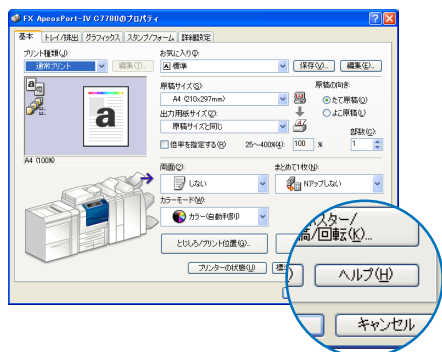 FX ApeosPort-IV C7780のプロパティ
基本 トレイ/排出 グラフィックス スタンプ/フォーム 詳細設定
プリント種類(J):
通常プリント
編集(T)...
お気に入り(Y):
標準
保存(V)...
編集(E)...
原稿サイズ(S):
A4 (210x297mm)
出力用紙サイズ(Z):
原稿サイズと同じ
倍率を指定する(R) 25～400%(4): 100 %
原稿の向き:
たて原稿(O)
よこ原稿(L)
部数(C):
1
a
A4 (100%)
両面(2):
しない
まとめて1枚(N):
Nアップしない
カラーモード(M):
カラー(自動判別)
とじしろ/プリント位置(G)...
プリンターの状態(U)
スター/
回転(K)...
ヘルプ(H)
キャンセル